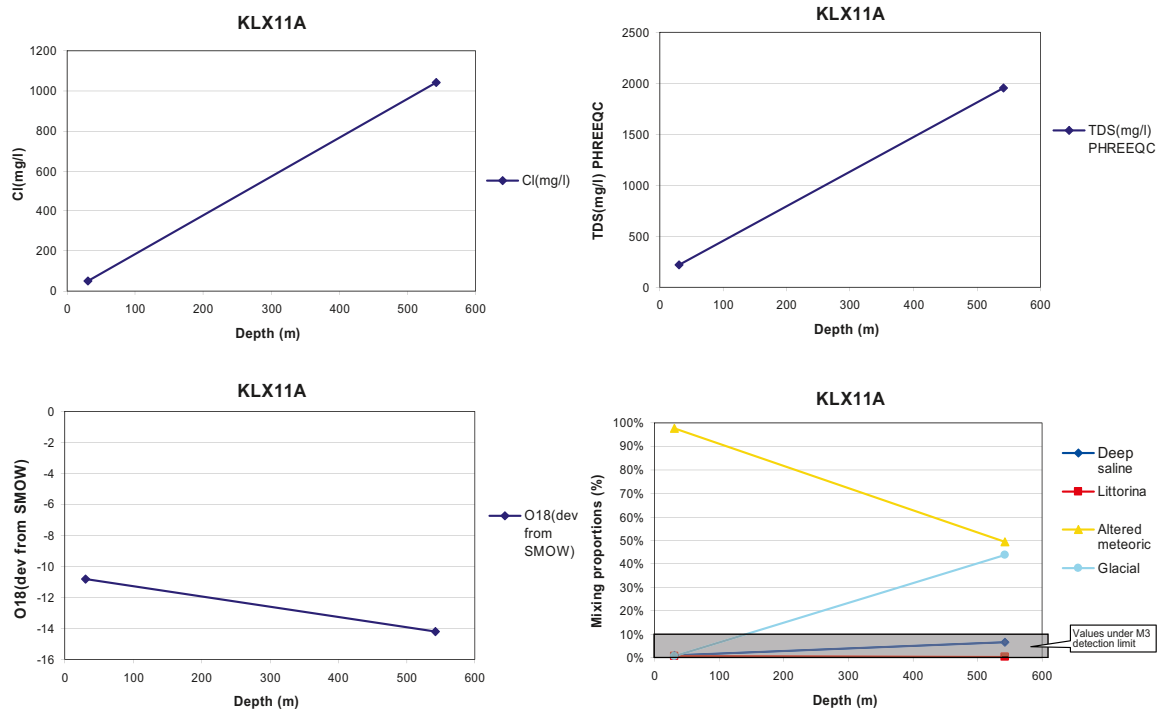 KLX11A
1200
1000
800
600
400
200
0
Cl(mg/l)
0 100 200 300 400 500 600
Depth (m)
Cl(mg/l)
KLX11A
2500
2000
1500
1000
500
0
TDS(mg/l) PHREEQC
0 100 200 300 400 500 600
Depth (m)
TDS(mg/l)
PHREEQC
KLX11A
0
-2
-4
-6
-8
-10
-12
-14
-16
O18(dev from SMOW)
0 100 200 300 400 500 600
Depth (m)
O18(dev
from
SMOW)
KLX11A
100%
90%
80%
70%
60%
50%
40%
30%
20%
10%
0%
Mixing proportions (%)
0 100 200 300 400 500 600
Depth (m)
Deep
saline
Littorina
Altered
meteoric
Glacial
Values under M3
detection limit